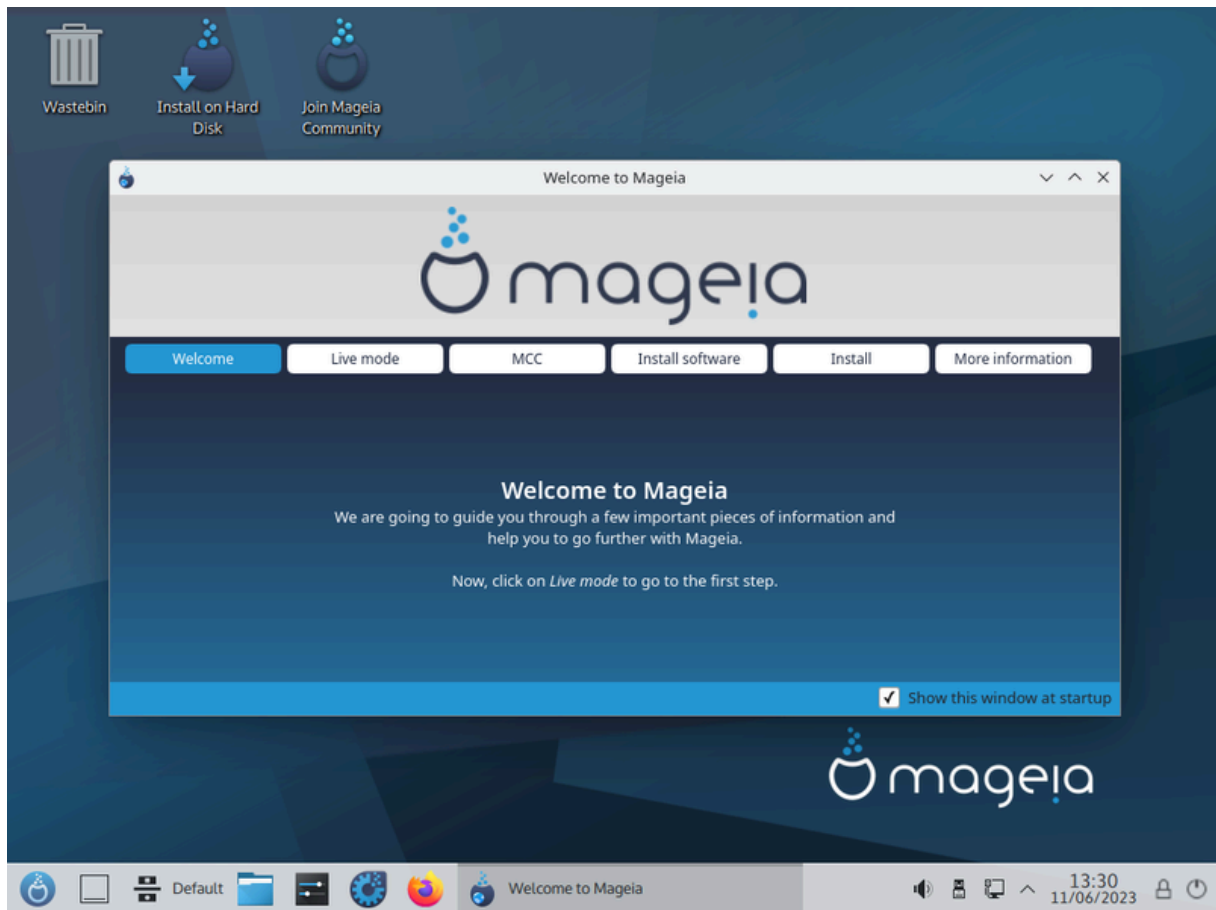 Wastebin
Install on Hard
Disk
Join Mageia
Community
Welcome to Mageia
mageia
Welcome
Live mode
MCC
Install software
Install
More information
Welcome to Mageia
We are going to guide you through a few important pieces of information and
help you to go further with Mageia.
Now, click on Live mode to go to the first step.
Show this window at startup
mageia
Default
Welcome to Mageia
13:30
11/06/2023